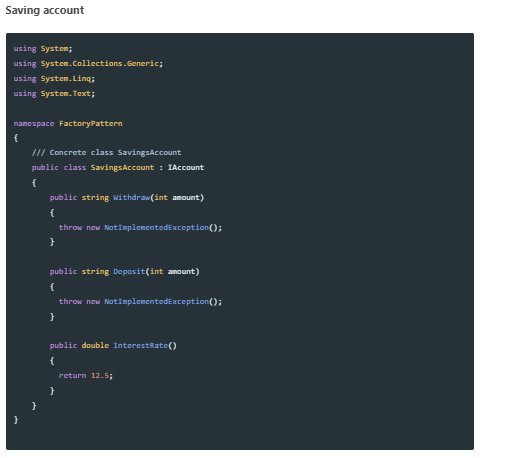 Saving account
using System;
using System.Collections.Generic;
using System.Linq;
using System.Text;
namespace FactoryPattern
{
/// Concrete class SavingsAccount
public class SavingsAccount : IAccount
{
public string Withdraw(int amount)
{
throw new NotImplementedException();
}
public string Deposit(int amount)
{
throw new NotImplementedException();
}
public double InterestRate()
{
return 12.5;
}
}
}